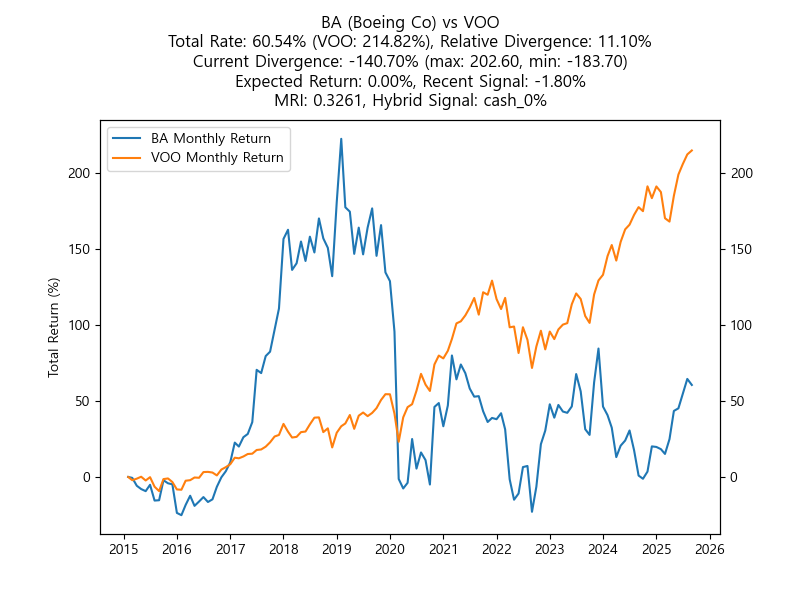 BA (Boeing Co) vs VOO
Total Rate: 60.54% (VOO: 214.82%), Relative Divergence: 11.10%
Current Divergence: -140.70% (max: 202.60, min: -183.70)
Expected Return: 0.00%, Recent Signal: -1.80%
MRI: 0.3261, Hybrid Signal: cash_0%
BA Monthly Return
VOO Monthly Return
Total Return (%)
200
150
100
50
0
200
150
100
50
0
2015 2016 2017 2018 2019 2020 2021 2022 2023 2024 2025 2026